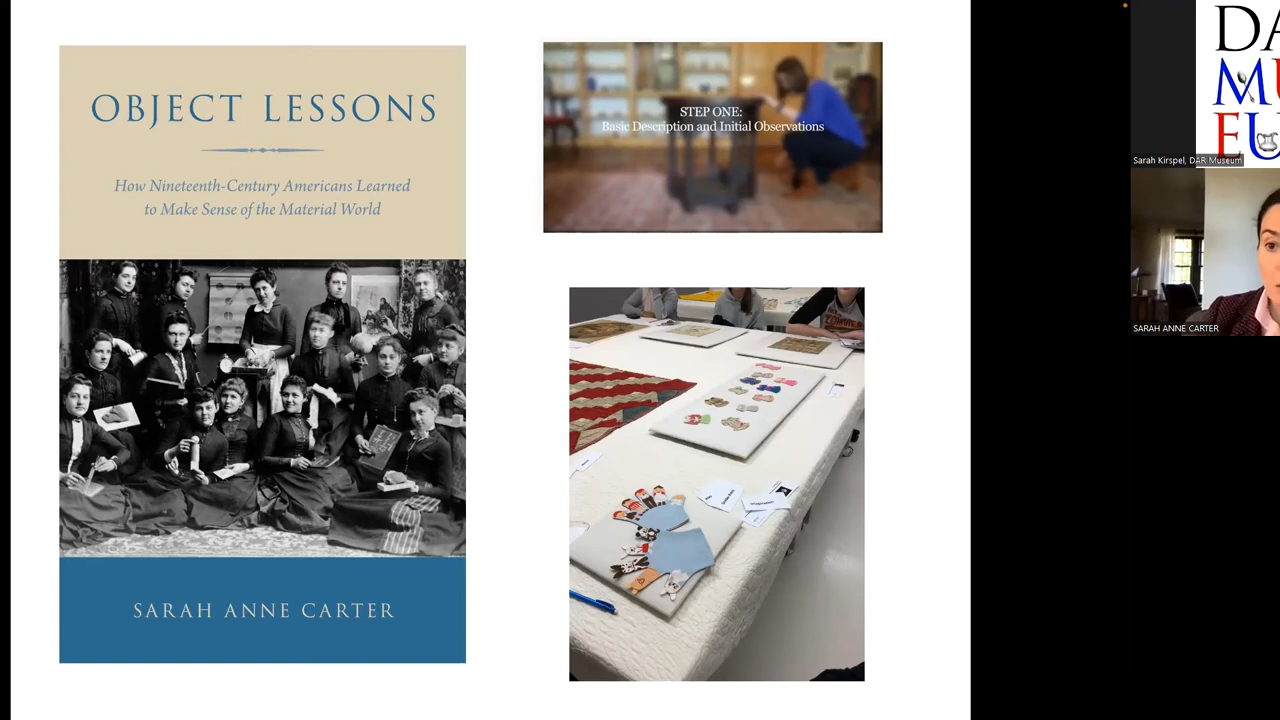 OBJECT LESSONS
How Nineteenth-Century Americans Learned
to Make Sense of the Material World
SARAH ANNE CARTER
STEP ONE:
Basic Description and Initial Observations
DA
MU
EU
Sarah Kirspel, DAR Museum
SARAH ANNE CARTER